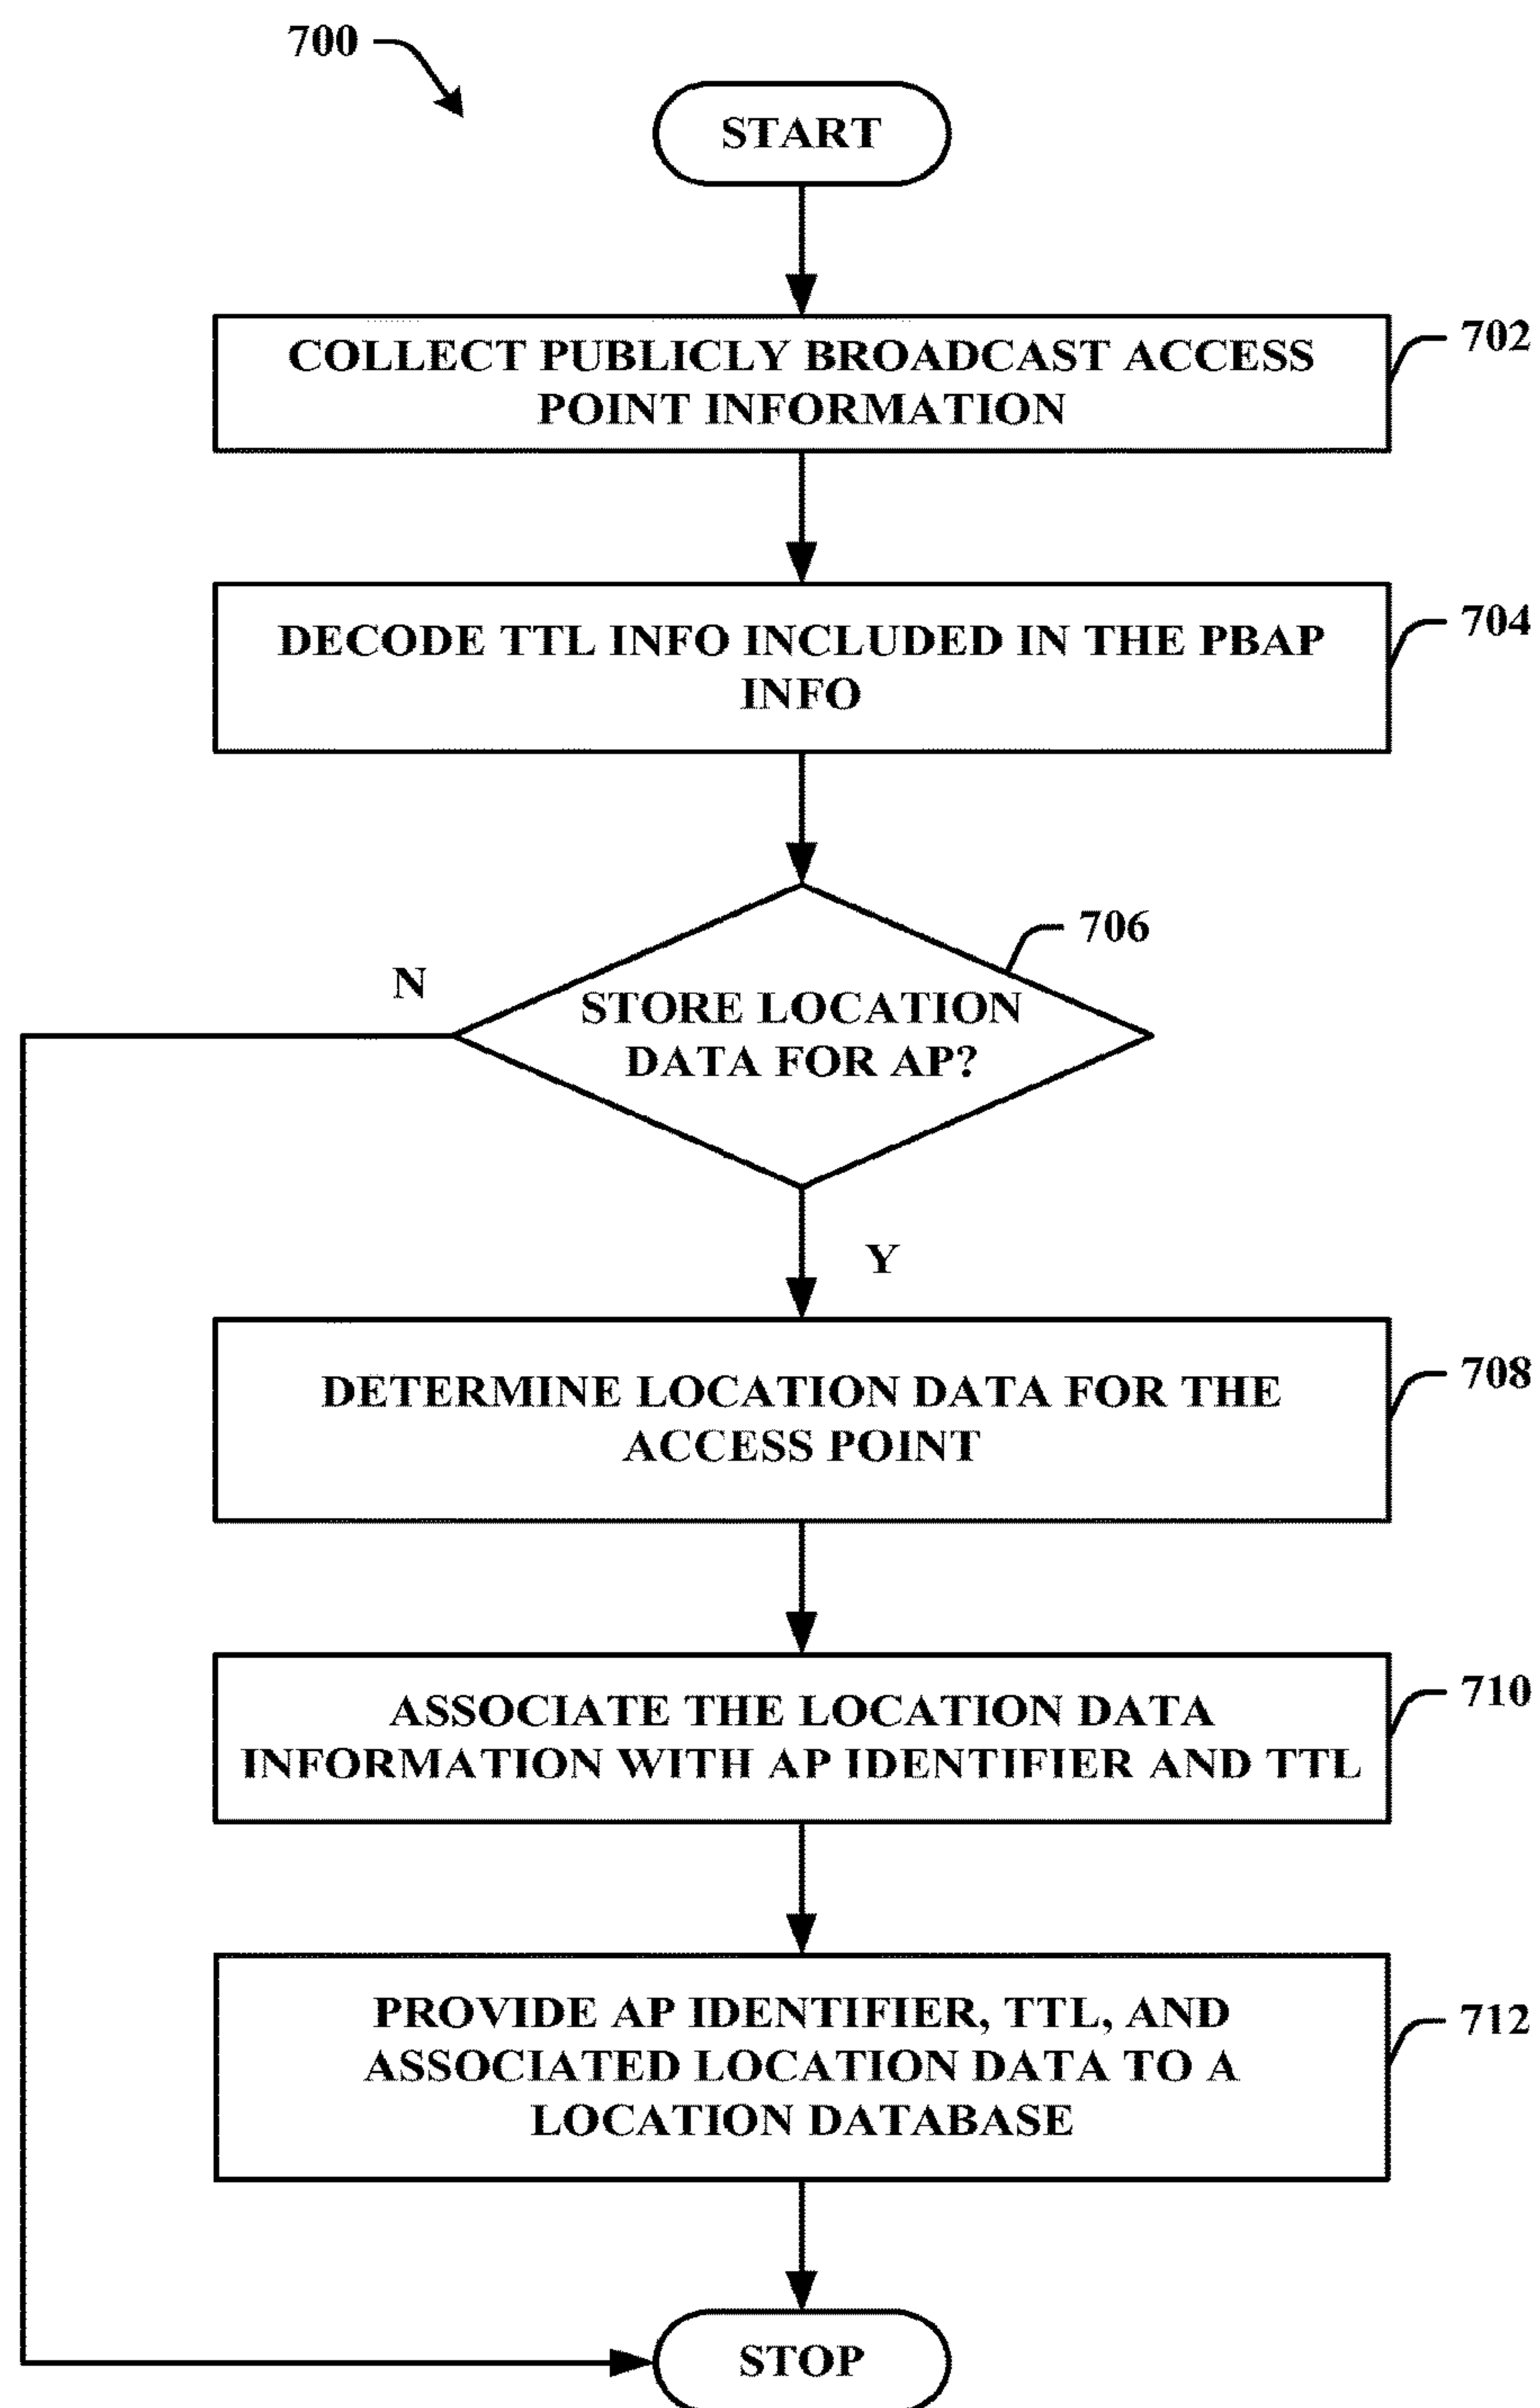 700
START
COLLECT PUBLICLY BROADCAST ACCESS
POINT INFORMATION
702
DECODE TTL INFO INCLUDED IN THE PBAP
INFO
704
706
N
STORE LOCATION
DATA FOR AP?
Y
DETERMINE LOCATION DATA FOR THE
ACCESS POINT
708
ASSOCIATE THE LOCATION DATA
INFORMATION WITH AP IDENTIFIER AND TTL
710
PROVIDE AP IDENTIFIER, TTL, AND
ASSOCIATED LOCATION DATA TO A
LOCATION DATABASE
712
STOP